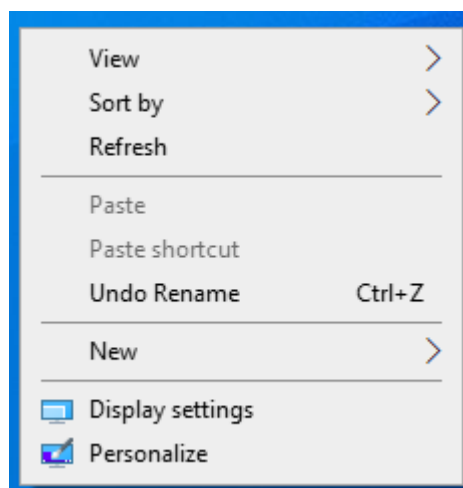 View
Sort by
Refresh
Paste
Paste shortcut
Undo Rename Ctrl+Z
New
Display settings
Personalize